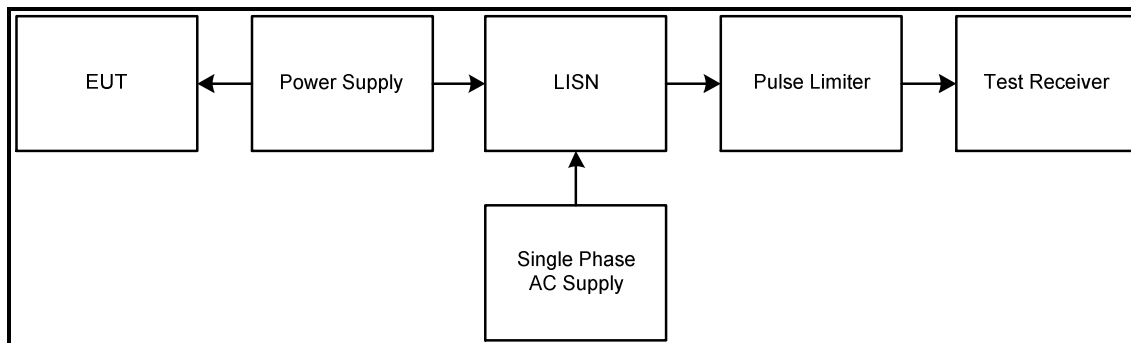 EUT
Power Supply
LISN
Pulse Limiter
Test Receiver
Single Phase
AC Supply